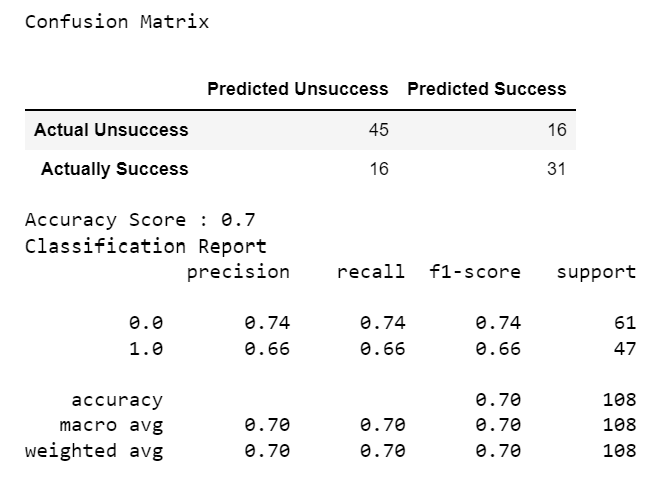 Confusion Matrix
Predicted Unsuccess Predicted Success
Actual Unsuccess 45 16
Actually Success 16 31
Accuracy Score : 0.7
Classification Report
precision recall f1-score support
0.0 0.74 0.74 0.74 61
1.0 0.66 0.66 0.66 47
accuracy 0.70 108
macro avg 0.70 0.70 0.70 108
weighted avg 0.70 0.70 0.70 108